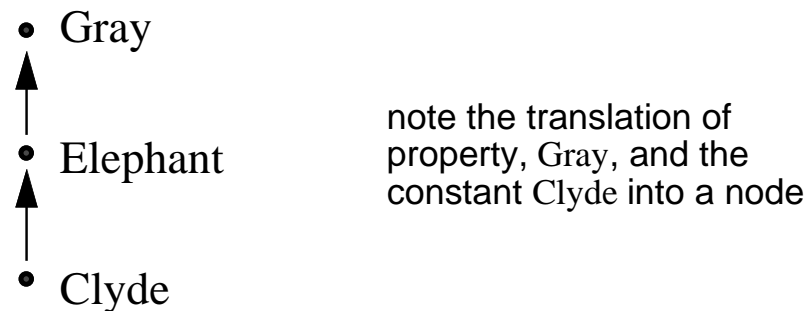 Gray
Elephant
Clyde
note the translation of
property, Gray, and the
constant Clyde into a node